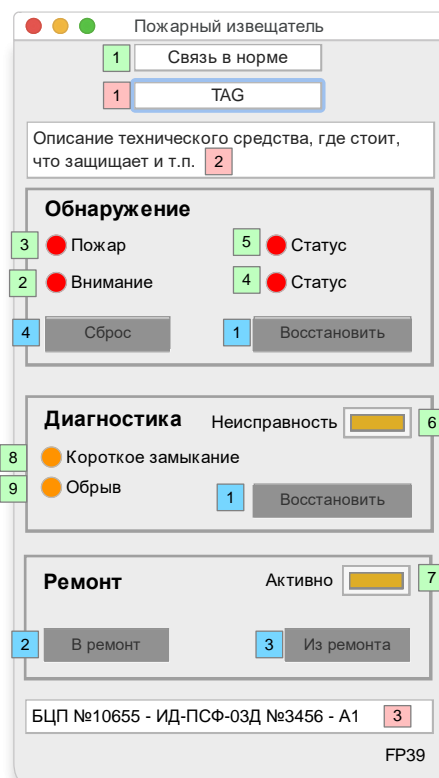 Пожарный извещатель
1 Связь в норме
1 TAG
Описание технического средства, где стоит,
что защищает и т.п. 2
Обнаружение
3 Пожар 5 Статус
2 Внимание 4 Статус
4 Сброс 1 Восстановить
Диагностика Неисправность 6
8 Короткое замыкание
9 Обрыв 1 Восстановить
Ремонт Активно 7
2 В ремонт 3 Из ремонта
БЦП №10655 - ИД-ПСФ-03Д №3456 - А1 3
FP39